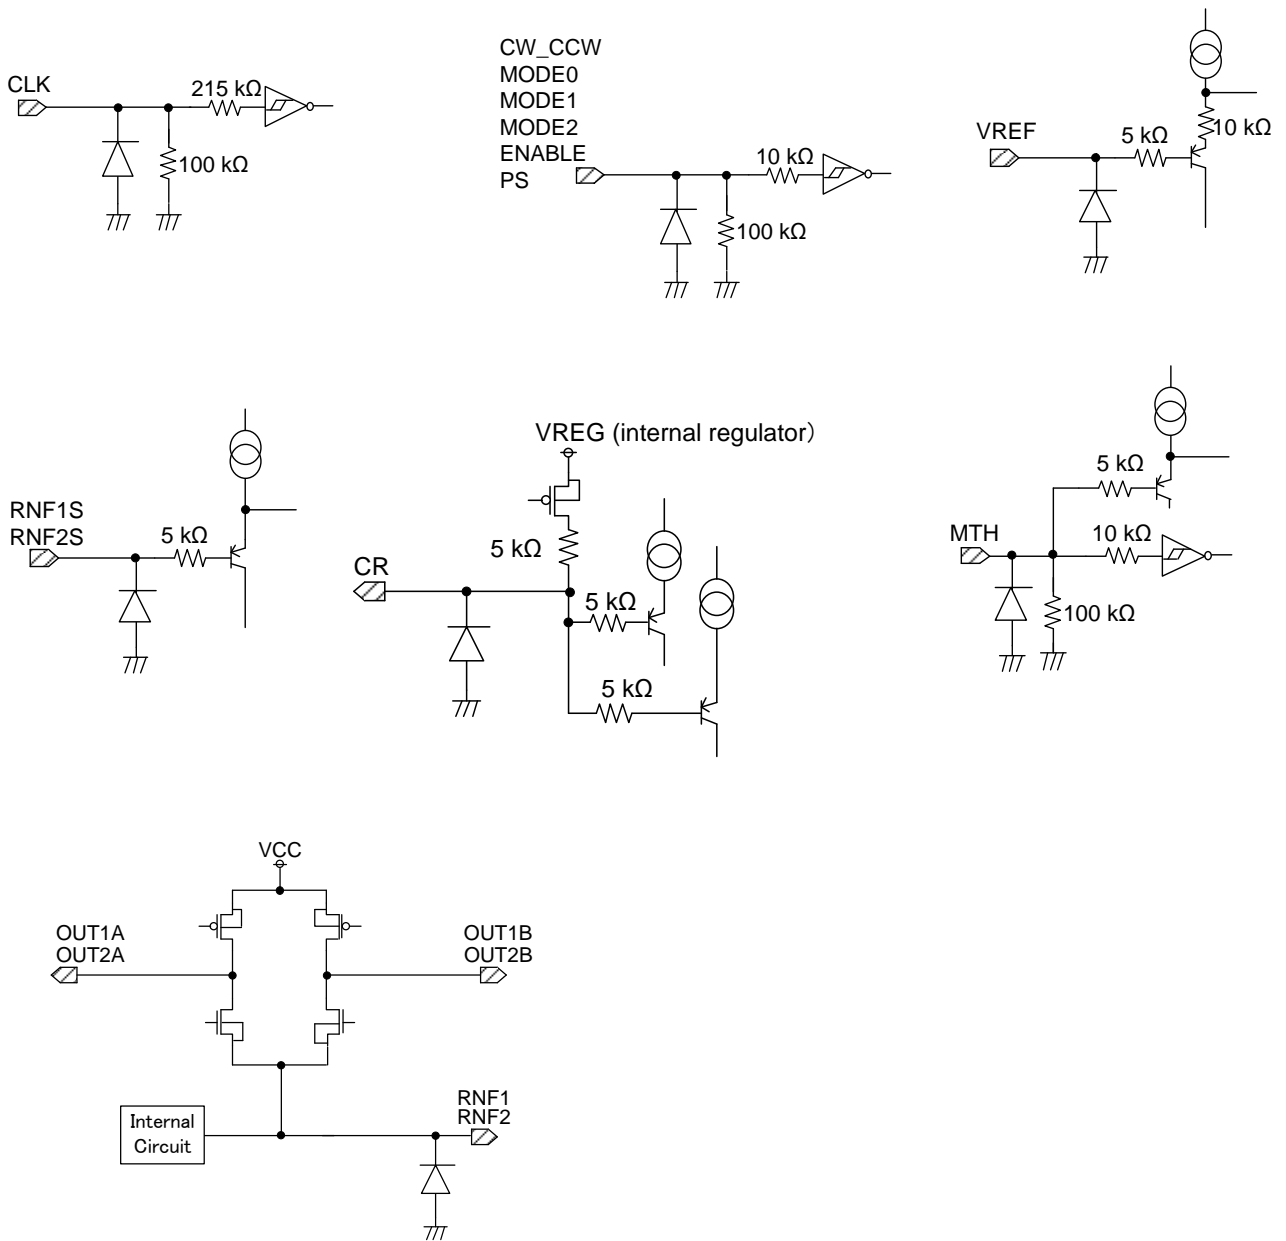 CLK
215 kΩ
100 kΩ
CW_CCW
MODE0
MODE1
MODE2
ENABLE
PS
10 kΩ
100 kΩ
VREF
5 kΩ
10 kΩ
RNF1S
RNF2S
5 kΩ
VREG (internal regulator)
5 kΩ
CR
5 kΩ
5 kΩ
MTH
5 kΩ
10 kΩ
100 kΩ
VCC
OUT1A
OUT2A
OUT1B
OUT2B
Internal
Circuit
RNF1
RNF2